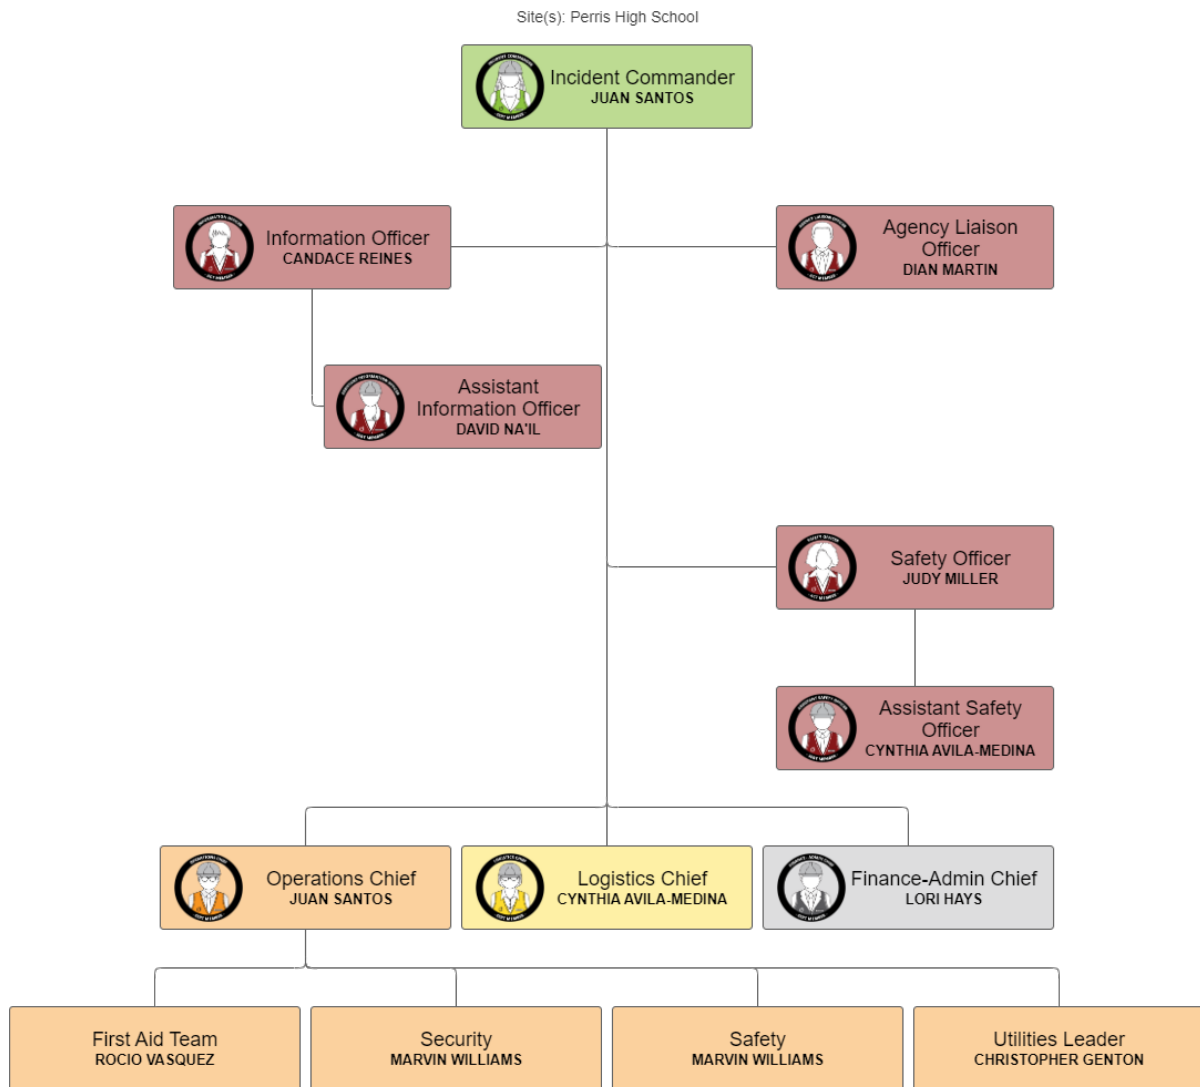 Site(s): Perris High School
Incident Commander
JUAN SANTOS
Information Officer
CANDACE REINES
Agency Liaison
Officer
DIAN MARTIN
Assistant
Information Officer
DAVID NA'IL
Safety Officer
JUDY MILLER
Assistant Safety
Officer
CYNTHIA AVILA-MEDINA
Operations Chief
JUAN SANTOS
Logistics Chief
CYNTHIA AVILA-MEDINA
Finance-Admin Chief
LORI HAYS
First Aid Team
ROCIO VASQUEZ
Security
MARVIN WILLIAMS
Safety
MARVIN WILLIAMS
Utilities Leader
CHRISTOPHER GENTON